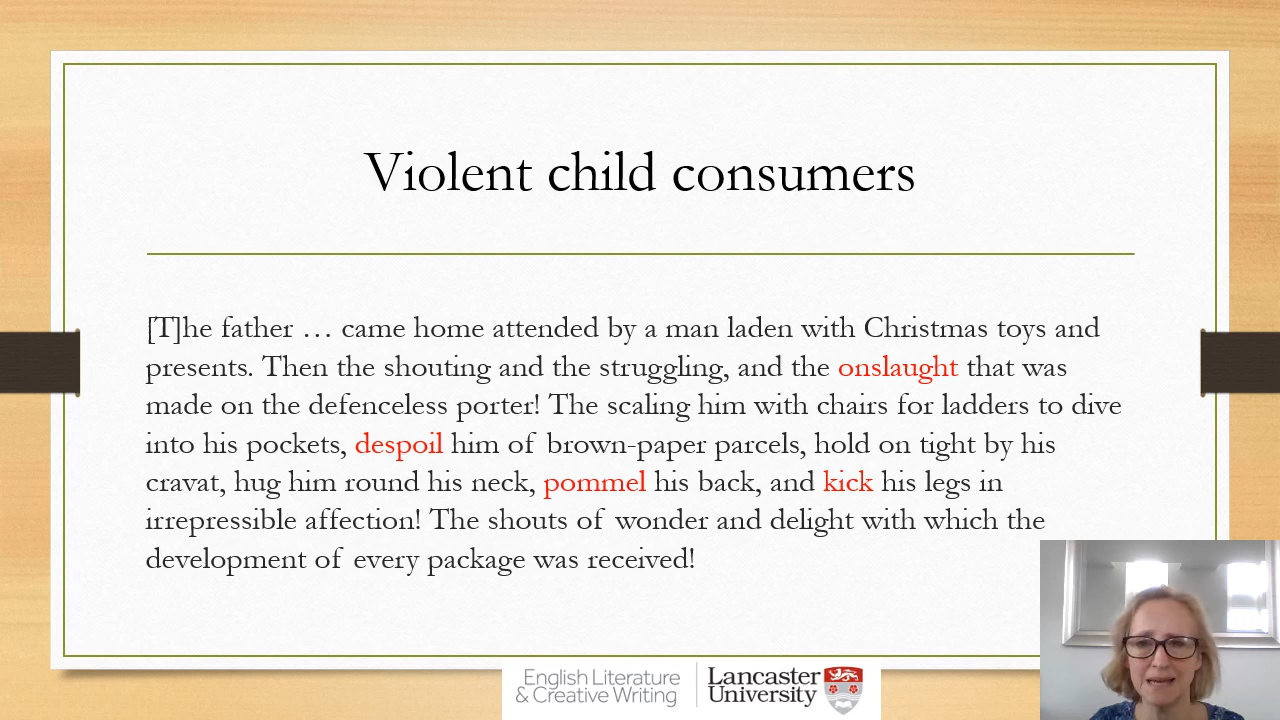 Violent child consumers
[T]he father … came home attended by a man laden with Christmas toys and
presents. Then the shouting and the struggling, and the onslaught that was
made on the defenceless porter! The scaling him with chairs for ladders to dive
into his pockets, despoil him of brown-paper parcels, hold on tight by his
cravat, hug him round his neck, pommel his back, and kick his legs in
irrepressible affection! The shouts of wonder and delight with which the
development of every package was received!
English Literature
& Creative Writing
Lancaster
University